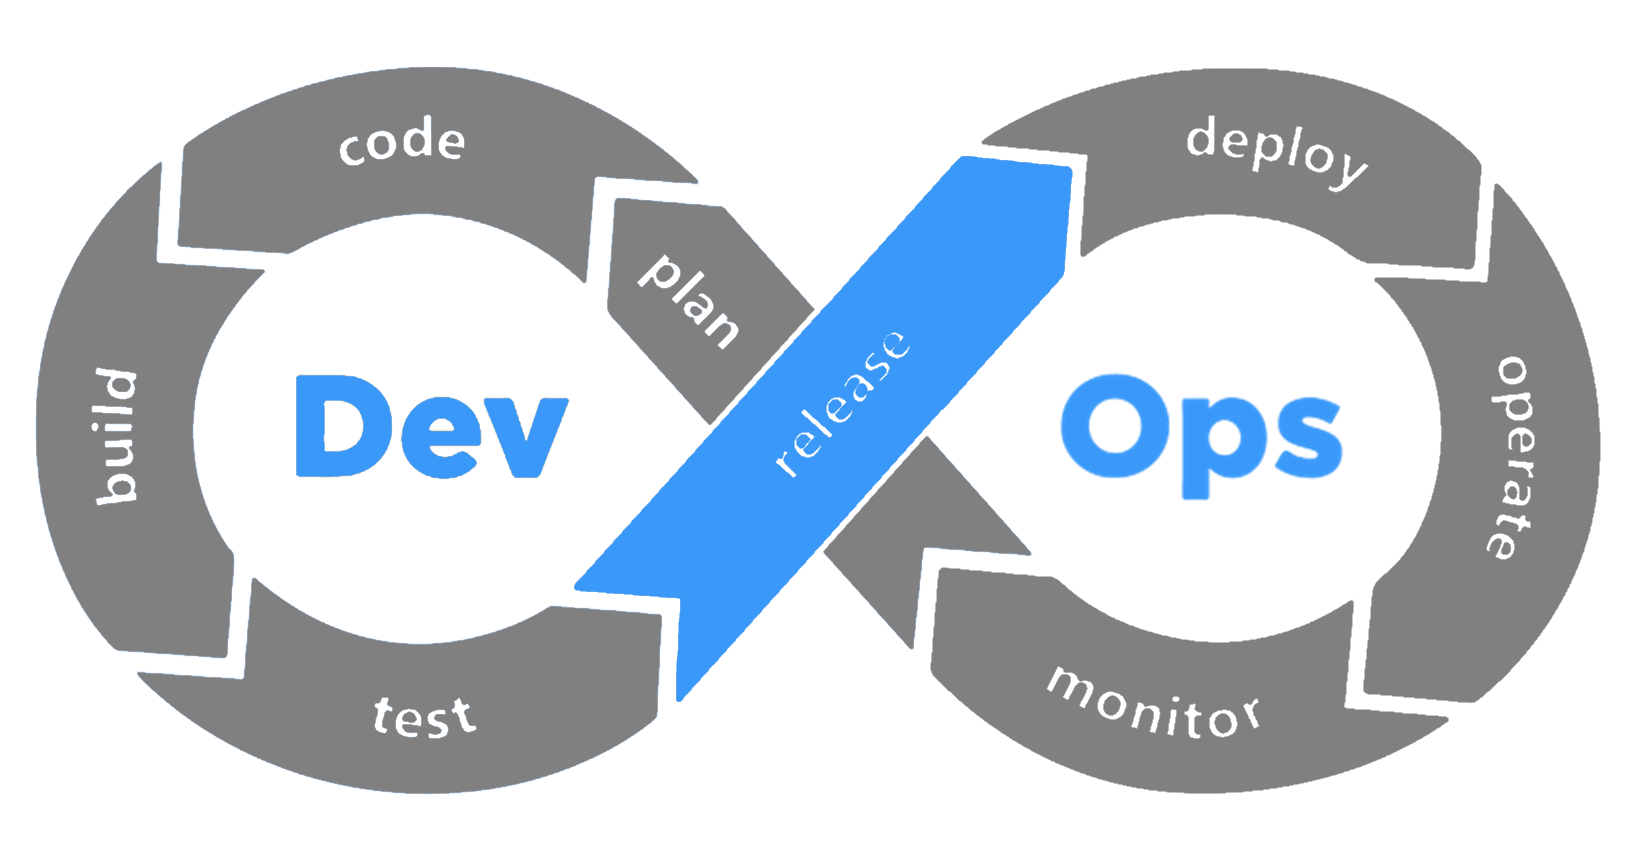 code
plan
build
test
Dev
release
Ops
deploy
operate
monitor